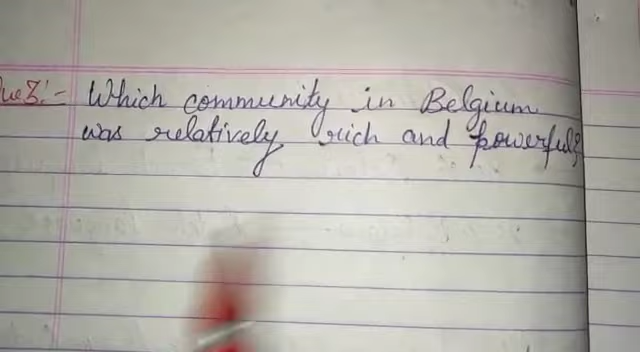 Que3:- Which community in Belgium
was relatively rich and powerful?